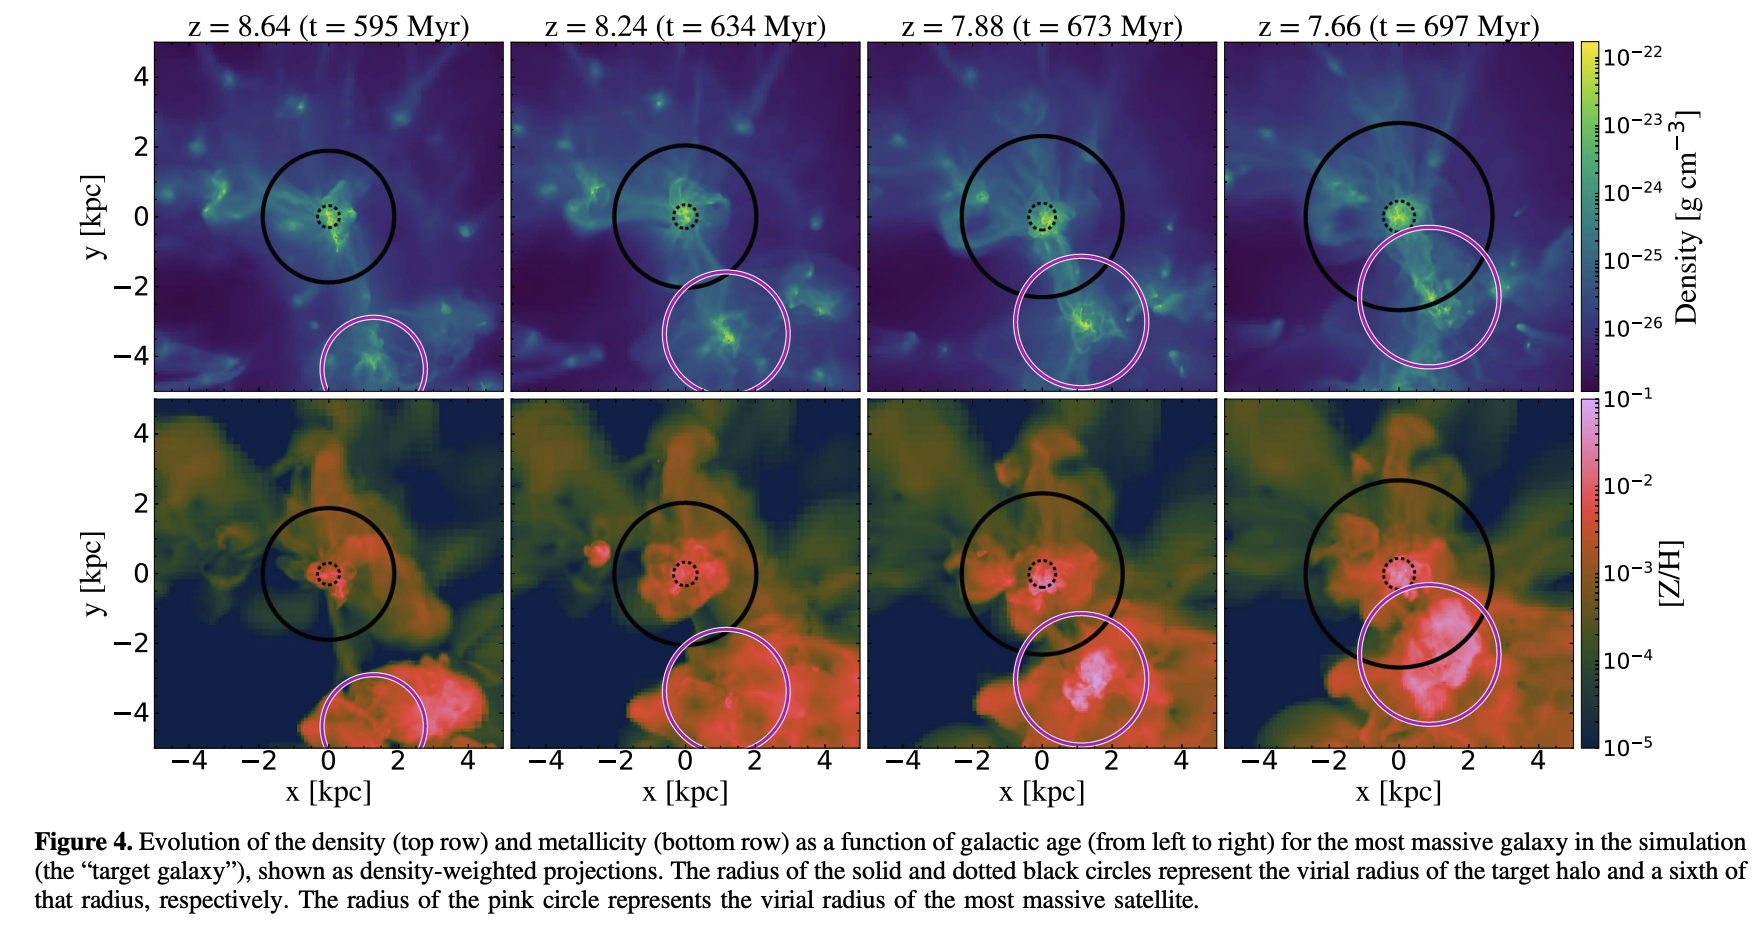 z = 8.64 (t = 595 Myr) z = 8.24 (t = 634 Myr) z = 7.88 (t = 673 Myr) z = 7.66 (t = 697 Myr)
y [kpc]
4
2
0
−2
−4
10⁻²²
10⁻²³
10⁻²⁴
10⁻²⁵
10⁻²⁶
Density [g cm⁻³]
y [kpc]
4
2
0
−2
−4
10⁻¹
10⁻²
10⁻³
10⁻⁴
10⁻⁵
[Z/H]
−4 −2 0 2 4 −4 −2 0 2 4 −4 −2 0 2 4 −4 −2 0 2 4
x [kpc] x [kpc] x [kpc] x [kpc]
Figure 4. Evolution of the density (top row) and metallicity (bottom row) as a function of galactic age (from left to right) for the most massive galaxy in the simulation
(the “target galaxy”), shown as density-weighted projections. The radius of the solid and dotted black circles represent the virial radius of the target halo and a sixth of
that radius, respectively. The radius of the pink circle represents the virial radius of the most massive satellite.